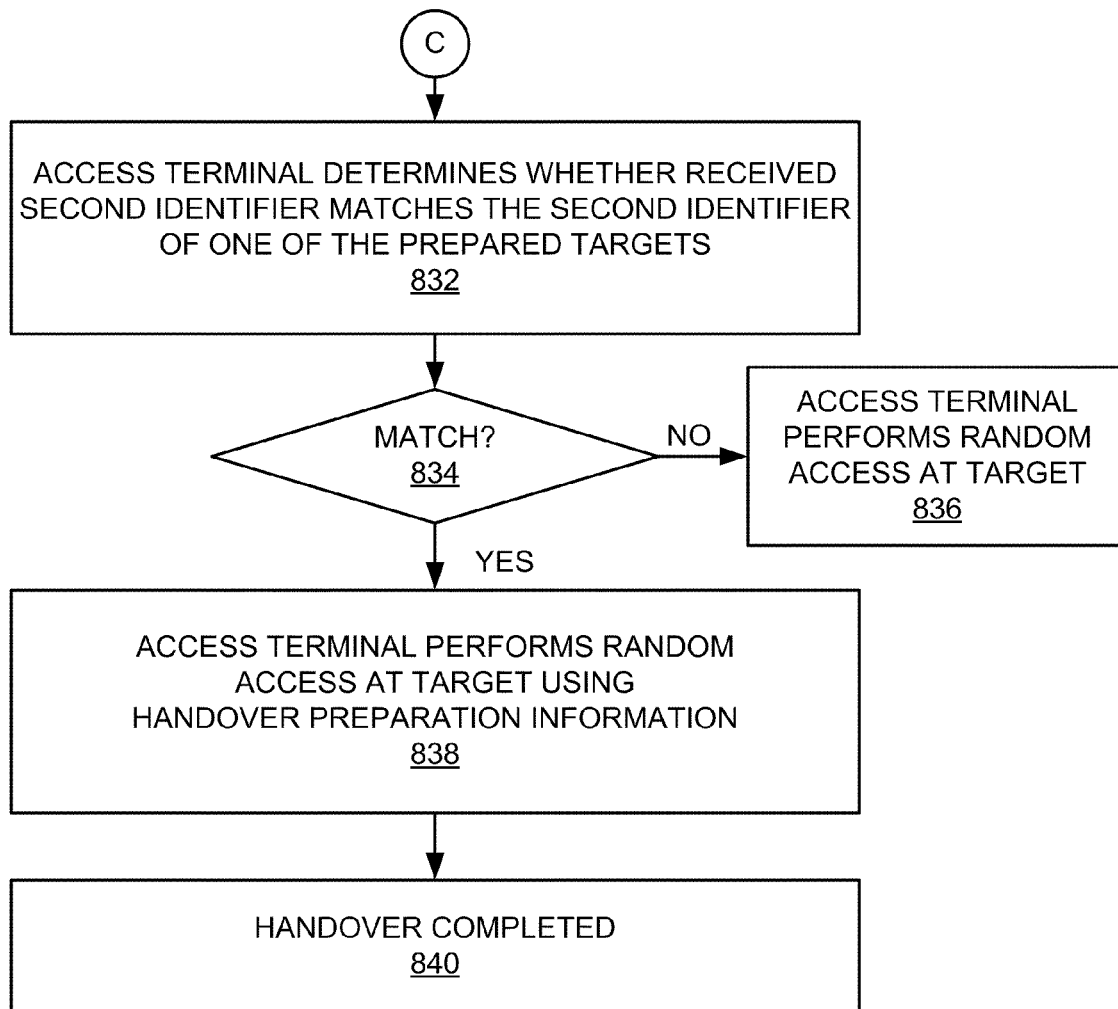 C
ACCESS TERMINAL DETERMINES WHETHER RECEIVED
SECOND IDENTIFIER MATCHES THE SECOND IDENTIFIER
OF ONE OF THE PREPARED TARGETS
832
MATCH?
834
NO
ACCESS TERMINAL
PERFORMS RANDOM
ACCESS AT TARGET
836
YES
ACCESS TERMINAL PERFORMS RANDOM
ACCESS AT TARGET USING
HANDOVER PREPARATION INFORMATION
838
HANDOVER COMPLETED
840